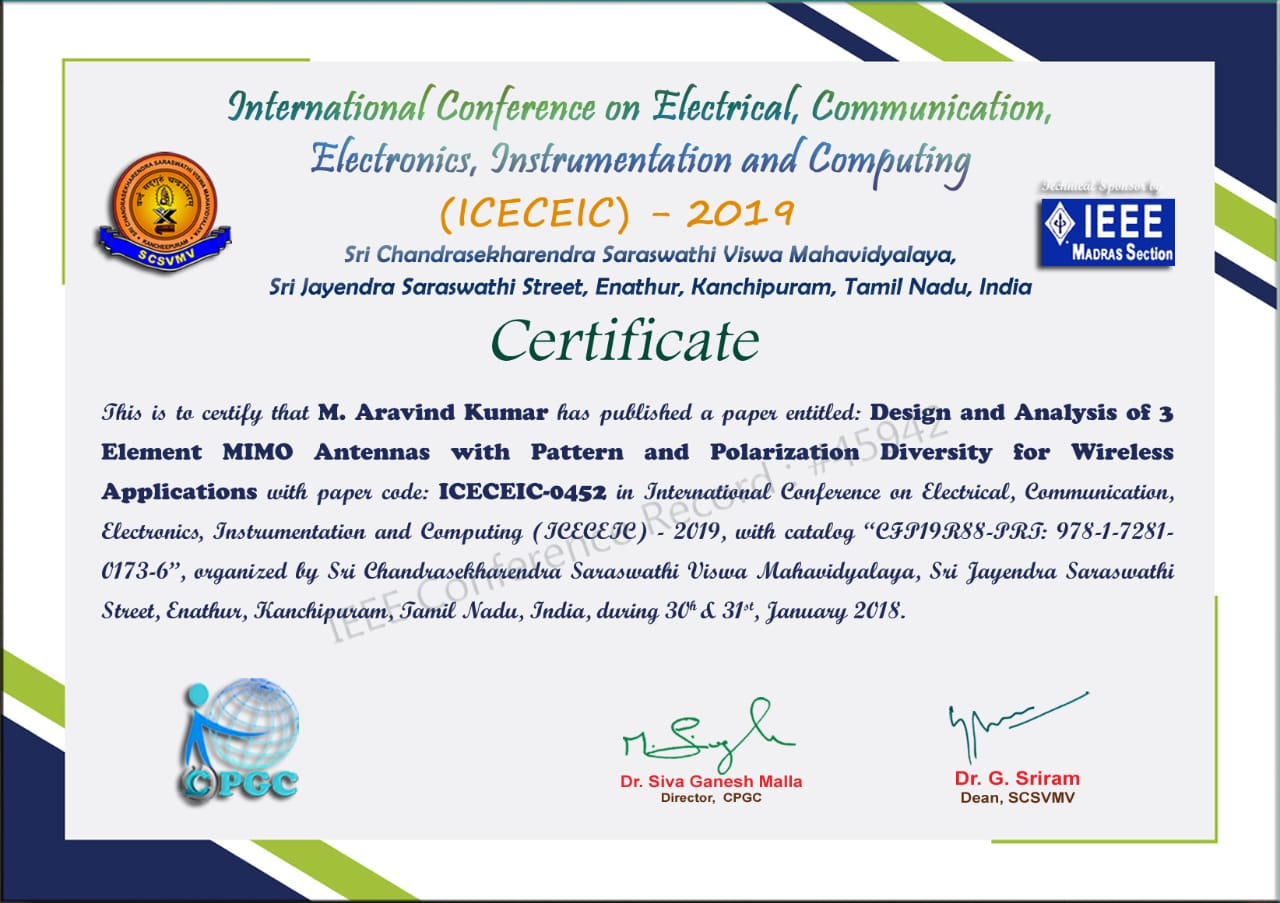 International Conference on Electrical, Communication,
Electronics, Instrumentation and Computing
(ICECEIC) - 2019
Sri Chandrasekharendra Saraswathi Viswa Mahavidyalaya,
Sri Jayendra Saraswathi Street, Enathur, Kanchipuram, Tamil Nadu, India
SRI CHANDRASEKHARENDRA SARASWATHI VISWA MAHAVIDYALAYA
KANCHEEPURAM
SCSVMV
Technical Sponsor by
IEEE
MADRAS Section
Certificate
This is to certify that M. Aravind Kumar has published a paper entitled: Design and Analysis of 3
Element MIMO Antennas with Pattern and Polarization Diversity for Wireless
Applications with paper code: ICECEIC-0452 in International Conference on Electrical, Communication,
Electronics, Instrumentation and Computing (ICECEIC) - 2019, with catalog “CFP19R88-PRT: 978-1-7281-
0173-6”, organized by Sri Chandrasekharendra Saraswathi Viswa Mahavidyalaya, Sri Jayendra Saraswathi
Street, Enathur, Kanchipuram, Tamil Nadu, India, during 30h & 31st, January 2018.
IEEE Conference Record : #45942
CPGC
Dr. Siva Ganesh Malla
Director, CPGC
Dr. G. Sriram
Dean, SCSVMV